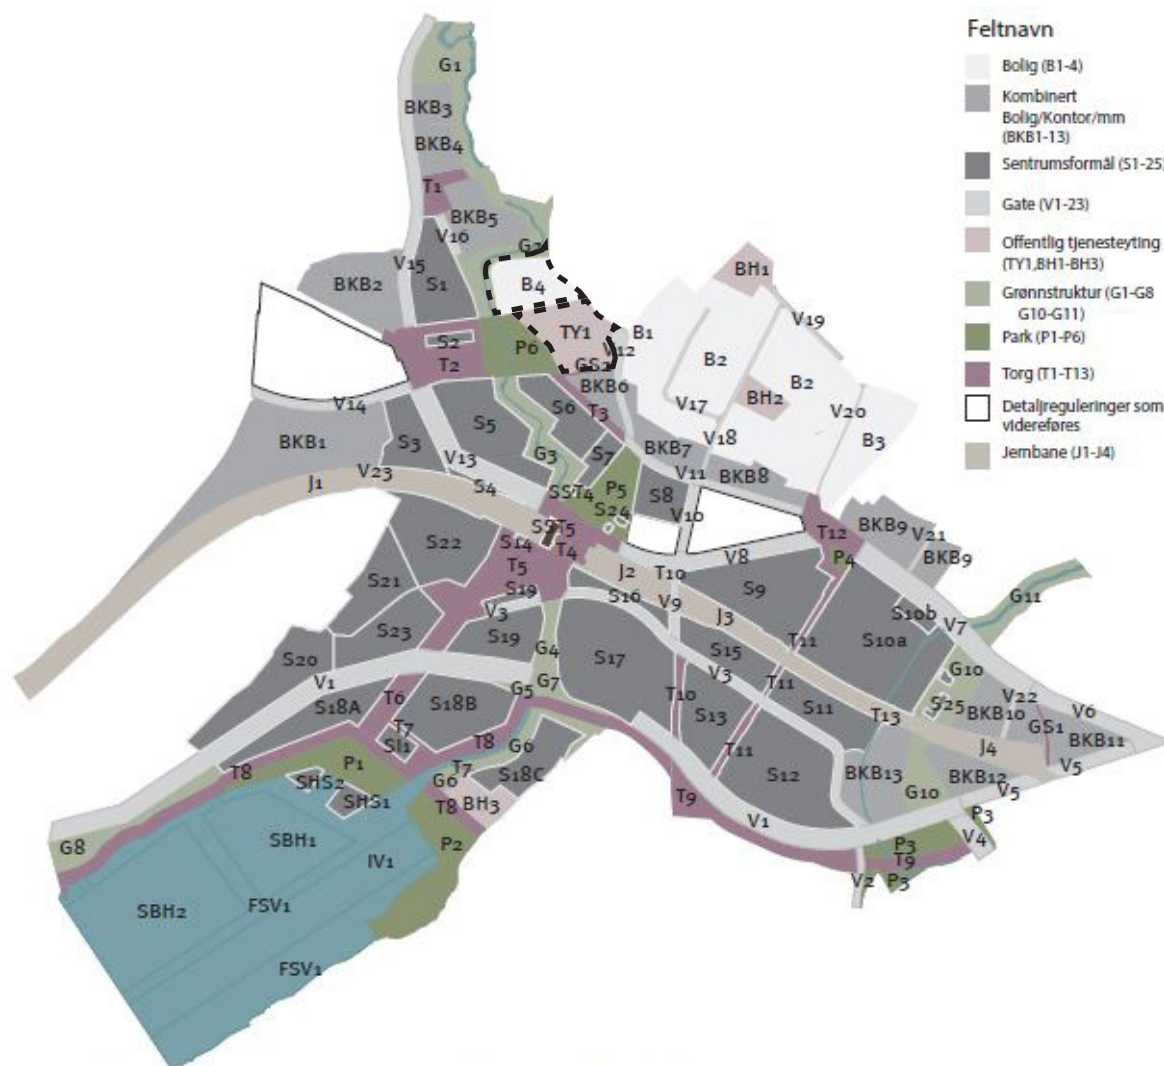 Feltnavn
Bolig (B1-4)
Kombinert
Bolig/Kontor/mm
(BKB1-13)
Sentrumsformål (S1-25)
Gate (V1-23)
Offentlig tjenesteyting
(TY1,BH1-BH3)
Grønnstruktur (G1-G8
G10-G11)
Park (P1-P6)
Torg (T1-T13)
Detaljreguleringer som
videreføres
Jernbane (J1-J4)
G1
BKB3
BKB4
T1
BKB5
V16
G2
V15
BKB2
S1
B4
BH1
V19
S2
T2
P6
TY1
B1
12
GS2
B2
B2
BKB6
BH2
V14
V17
V20
S6
T3
S5
V18
B3
BKB1
S3
G3
S7
BKB7
V13
V11
BKB8
V23
J1
S4
SS
T4
P5
S8
S24
V10
SS
T5
T12
BKB9
V21
S22
S14
T4
V8
P4
BKB9
T5
J2
T10
S21
S19
S16
S9
G11
V3
V9
J3
S10b
S23
S19
T11
S10a
V7
G4
S15
S20
S17
V3
G10
V1
G7
T11
G5
T10
S25
V22
S18A
T6
S18B
S13
S11
T13
BKB10
V6
GS1
T7
T8
G6
T11
J4
BKB11
SI1
P1
T8
T7
S18C
S12
BKB13
BKB12
V5
SHS2
G6
V5
SHS1
BH3
T9
G10
T8
V1
P3
SBH1
P2
P3
V4
G8
IV1
T9
V2
P3
SBH2
FSV1
FSV1